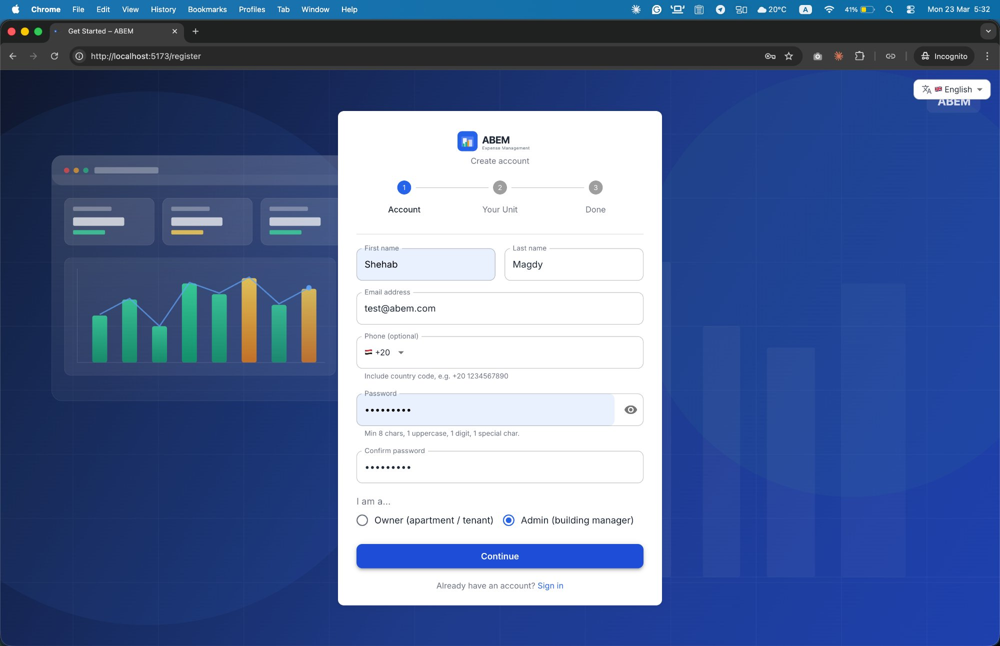 Chrome File Edit View History Bookmarks Profiles Tab Window Help 20°C A 41% Mon 23 Mar 5:32
Get Started – ABEM
http://localhost:5173/register Incognito
English
ABEM
ABEM
Expense Management
Create account
1 2 3
Account Your Unit Done
First name Last name
Shehab Magdy
Email address
test@abem.com
Phone (optional)
+20
Include country code, e.g. +20 1234567890
Password
•••••••••
Min 8 chars, 1 uppercase, 1 digit, 1 special char.
Confirm password
•••••••••
I am a...
Owner (apartment / tenant) Admin (building manager)
Continue
Already have an account? Sign in